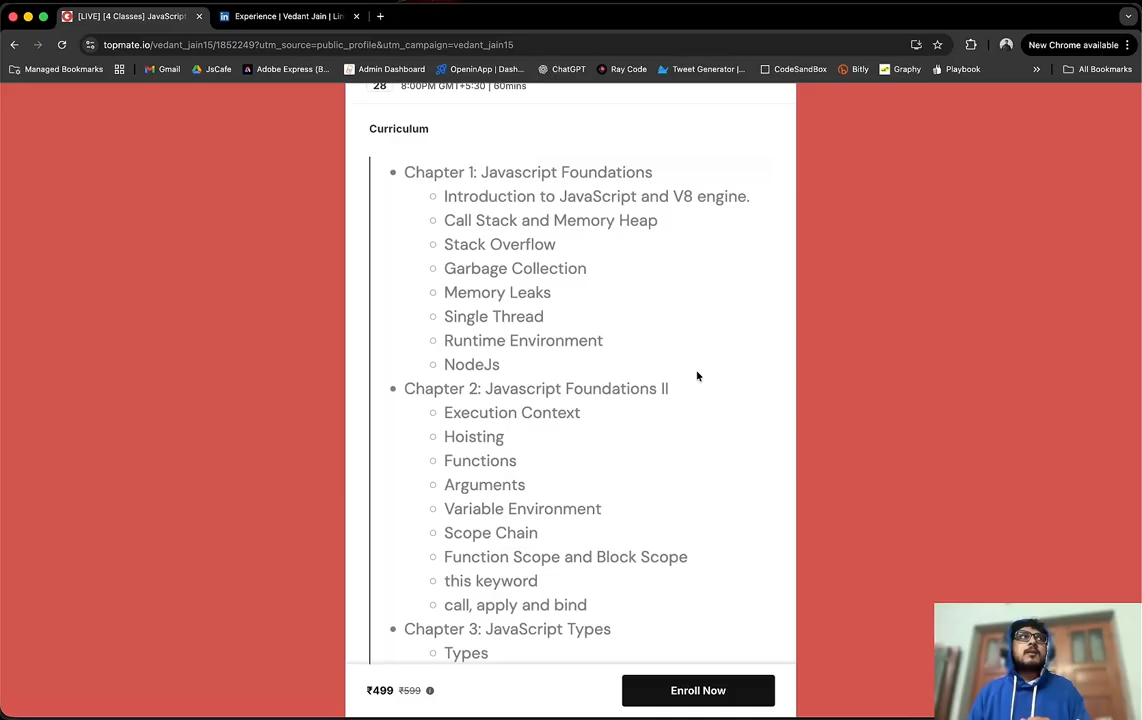 [LIVE] [4 Classes] JavaScript
Experience | Vedant Jain | Lin
topmate.io/vedant_jain15/1852249?utm_source=public_profile&utm_campaign=vedant_jain15
New Chrome available
Managed Bookmarks
Gmail
JsCafe
Adobe Express (B...
Admin Dashboard
OpeninApp | Dash...
ChatGPT
Ray Code
Tweet Generator |...
CodeSandBox
Bitly
Graphy
Playbook
All Bookmarks
28 8:00PM GMT+5:30 | 60mins
Curriculum
Chapter 1: Javascript Foundations
Introduction to JavaScript and V8 engine.
Call Stack and Memory Heap
Stack Overflow
Garbage Collection
Memory Leaks
Single Thread
Runtime Environment
NodeJs
Chapter 2: Javascript Foundations II
Execution Context
Hoisting
Functions
Arguments
Variable Environment
Scope Chain
Function Scope and Block Scope
this keyword
call, apply and bind
Chapter 3: JavaScript Types
Types
₹499 ₹599
Enroll Now